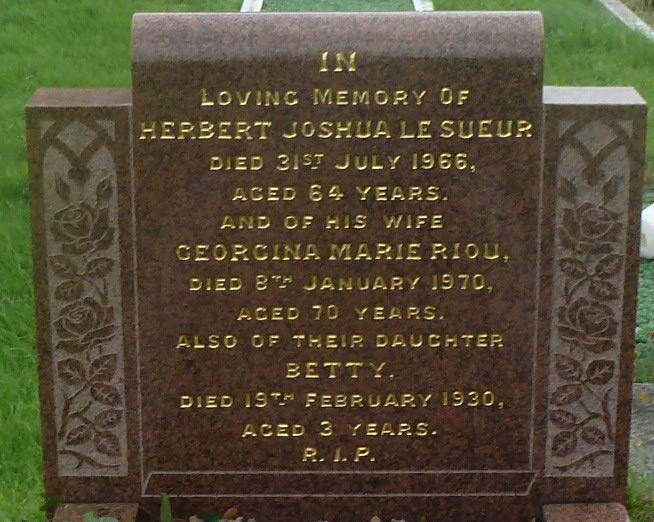 IN
LOVING MEMORY OF
HERBERT JOSHUA LE SUEUR
DIED 31ST JULY 1966,
AGED 64 YEARS.
AND OF HIS WIFE
GEORGINA MARIE RIOU,
DIED 8TH JANUARY 1970,
AGED 70 YEARS.
ALSO OF THEIR DAUGHTER
BETTY,
DIED 19TH FEBRUARY 1930,
AGED 3 YEARS.
R.I.P.